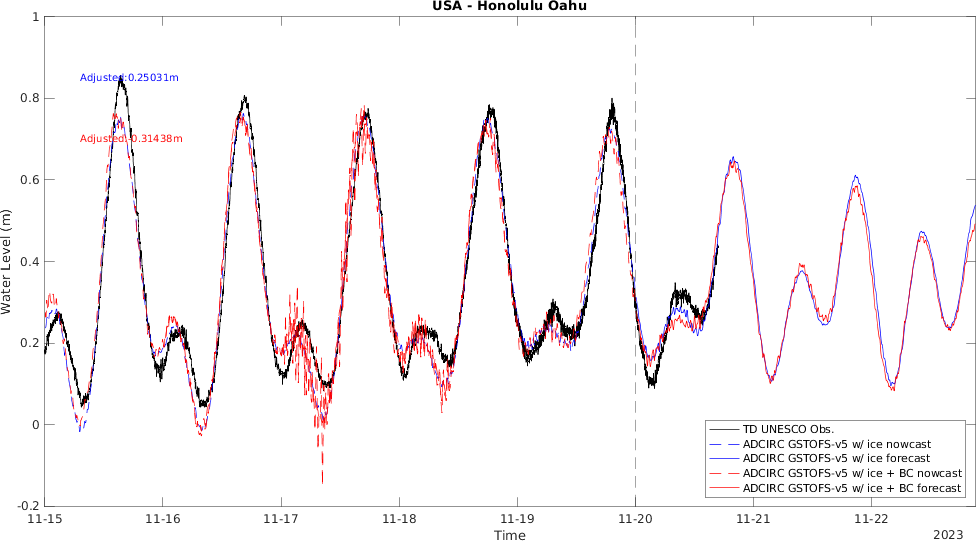 USA - Honolulu Oahu
1
0.8
0.6
0.4
0.2
0
-0.2
Water Level (m)
Adjusted:0.25031m
Adjusted:-0.31438m
TD UNESCO Obs.
ADCIRC GSTOFS-v5 w/ ice nowcast
ADCIRC GSTOFS-v5 w/ ice forecast
ADCIRC GSTOFS-v5 w/ ice + BC nowcast
ADCIRC GSTOFS-v5 w/ ice + BC forecast
11-15 11-16 11-17 11-18 11-19 11-20 11-21 11-22
Time
2023